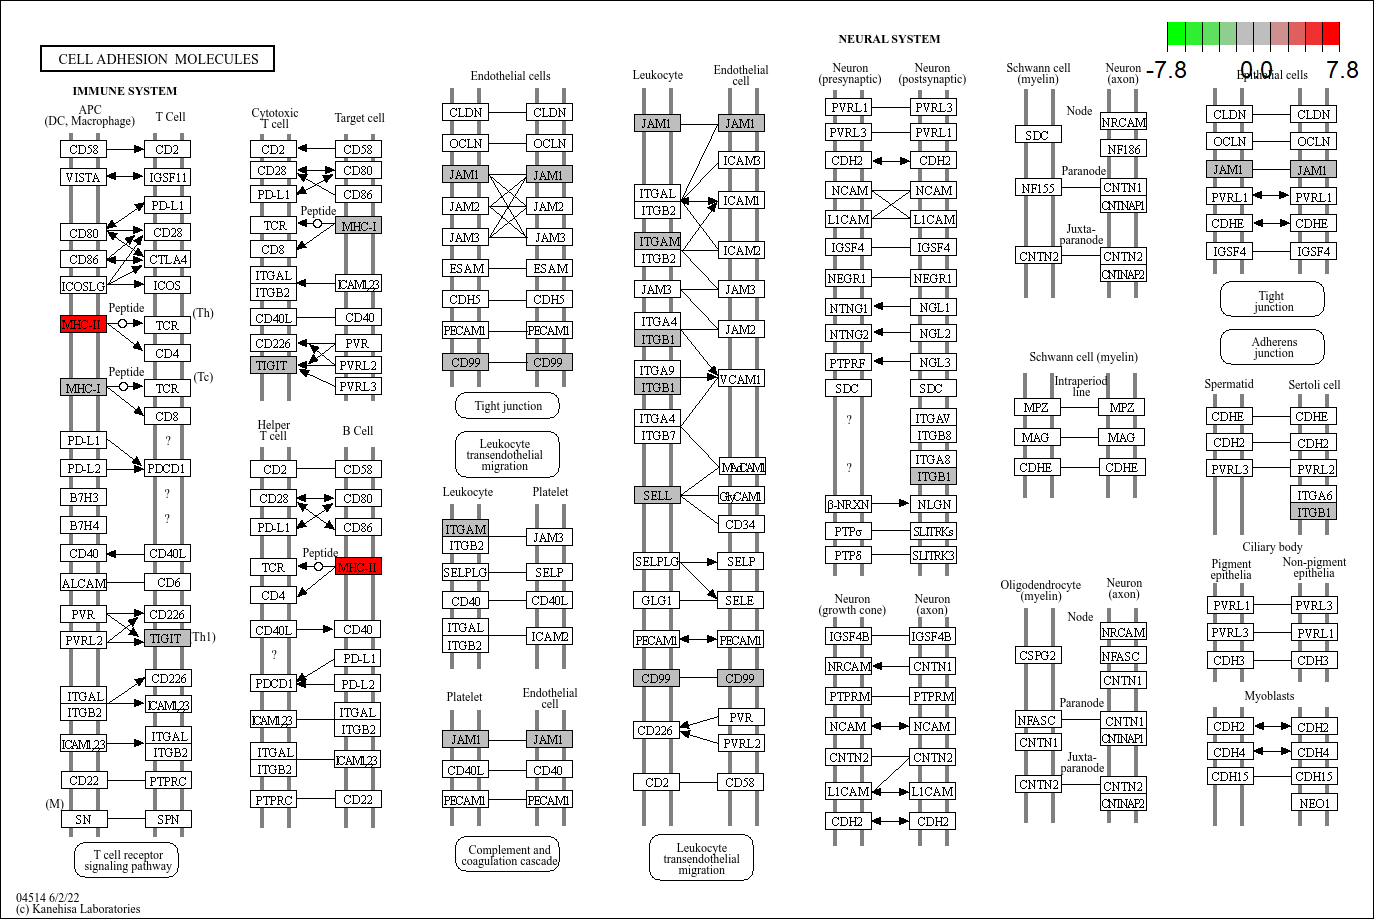 CELL ADHESION MOLECULES
-7.8
0.0
7.8
IMMUNE SYSTEM
APC
(DC, Macrophage)
T Cell
CD58
CD2
VISTA
IGSF11
PD-L1
CD80
CD28
CD86
CTLA4
ICOSLG
ICOS
Peptide
(Th)
MHC-II
TCR
CD4
Peptide
(Tc)
MHC-I
TCR
CD8
PD-L1
?
PD-L2
PDCD1
B7H3
?
B7H4
?
CD40
CD40L
ALCAM
CD6
PVR
CD226
PVRL2
TIGIT
Th1)
CD226
ITGAL
ITGB2
ICAM1,2,3
ICAM1,2,3
ITGAL
ITGB2
CD22
PTPRC
(M)
SN
SPN
T cell receptor
signaling pathway
Cytotoxic
T cell
Target cell
CD2
CD58
CD28
CD80
PD-L1
CD86
Peptide
TCR
MHC-I
CD8
ITGAL
ITGB2
ICAM1,2,3
CD40L
CD40
CD226
PVR
TIGIT
PVRL2
PVRL3
Helper
T cell
B Cell
CD2
CD58
CD28
CD80
PD-L1
CD86
Peptide
TCR
MHC-II
CD4
CD40L
CD40
?
PD-L1
PDCD1
PD-L2
ICAM1,2,3
ITGAL
ITGB2
ITGAL
ITGB2
ICAM1,2,3
PTPRC
CD22
Endothelial cells
CLDN
CLDN
OCLN
OCLN
JAM1
JAM1
JAM2
JAM2
JAM3
JAM3
ESAM
ESAM
CDH5
CDH5
PECAM1
PECAM1
CD99
CD99
Tight junction
Leukocyte
transendothelial
migration
Leukocyte
Platelet
ITGAM
ITGB2
JAM3
SELPLG
SELP
CD40
CD40L
ITGAL
ITGB2
ICAM2
Platelet
Endothelial
cell
JAM1
JAM1
CD40L
CD40
PECAM1
PECAM1
Complement and
coagulation cascade
Leukocyte
Endothelial
cell
JAM1
JAM1
ICAM3
ITGAL
ITGB2
ICAM1
ITGAM
ITGB2
ICAM2
JAM3
JAM3
ITGA4
ITGB1
JAM2
ITGA9
ITGB1
VCAM1
ITGA4
ITGB7
MAdCAM1
SELL
GlyCAM1
CD34
SELPLG
SELP
GLG1
SELE
PECAM1
PECAM1
CD99
CD99
CD226
PVR
PVRL2
CD2
CD58
Leukocyte
transendothelial
migration
NEURAL SYSTEM
Neuron
(presynaptic)
Neuron
(postsynaptic)
PVRL1
PVRL3
PVRL3
PVRL1
CDH2
CDH2
NCAM
NCAM
L1CAM
L1CAM
IGSF4
IGSF4
NEGR1
NEGR1
NTNG1
NGL1
NTNG2
NGL2
PTPRF
NGL3
SDC
SDC
?
ITGAV
ITGB8
?
ITGA8
ITGB1
β-NRXN
NLGN
PTPσ
SLITRKs
PTPδ
SLITRK3
Neuron
(growth cone)
Neuron
(axon)
IGSF4B
IGSF4B
NRCAM
CNTN1
PTPRM
PTPRM
NCAM
NCAM
CNTN2
CNTN2
L1CAM
L1CAM
CDH2
CDH2
Schwann cell
(myelin)
Neuron
(axon)
Node
NRCAM
SDC
NF186
Paranode
NF155
CNTN1
CNTNAP1
Juxta-
paranode
CNTN2
CNTN2
CNTNAP2
Schwann cell (myelin)
Intraperiod
line
MPZ
MPZ
MAG
MAG
CDHE
CDHE
Oligodendrocyte
(myelin)
Neuron
(axon)
Node
NRCAM
CSPG2
NFASC
CNTN1
Paranode
NFASC
CNTN1
CNTN1
CNTNAP1
Juxta-
paranode
CNTN2
CNTN2
CNTNAP2
Epithelial cells
CLDN
CLDN
OCLN
OCLN
JAM1
JAM1
PVRL1
PVRL1
CDHE
CDHE
IGSF4
IGSF4
Tight
junction
Adherens
junction
Spermatid
Sertoli cell
CDHE
CDHE
CDH2
CDH2
PVRL3
PVRL2
ITGA6
ITGB1
Ciliary body
Pigment
epithelia
Non-pigment
epithelia
PVRL1
PVRL3
PVRL3
PVRL1
CDH3
CDH3
Myoblasts
CDH2
CDH2
CDH4
CDH4
CDH15
CDH15
NEO1
04514 6/2/22
(c) Kanehisa Laboratories